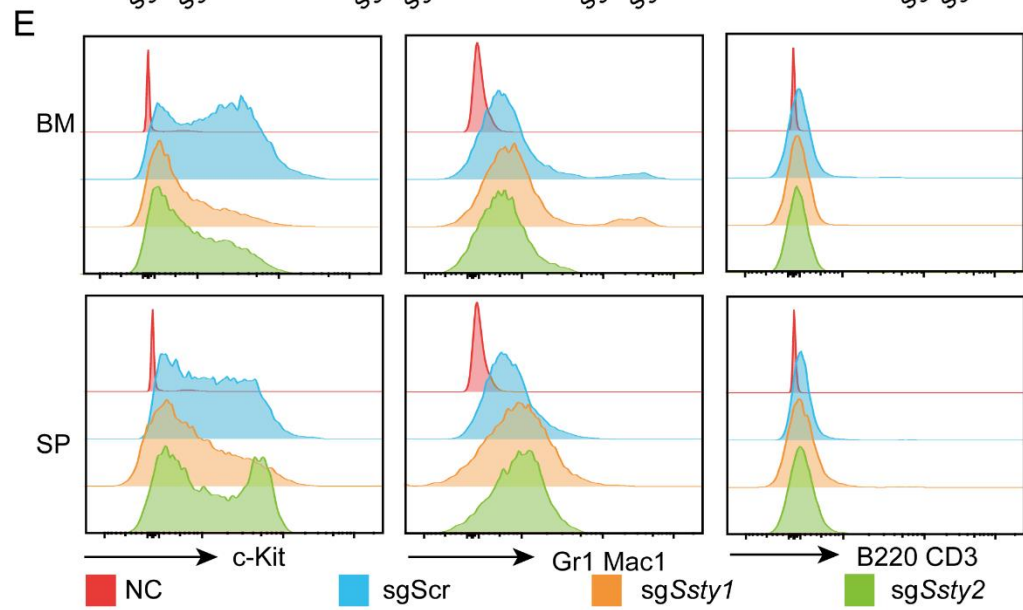 E
BM
SP
c-Kit
Gr1 Mac1
B220 CD3
NC
sgScr
sgSsty1
sgSsty2